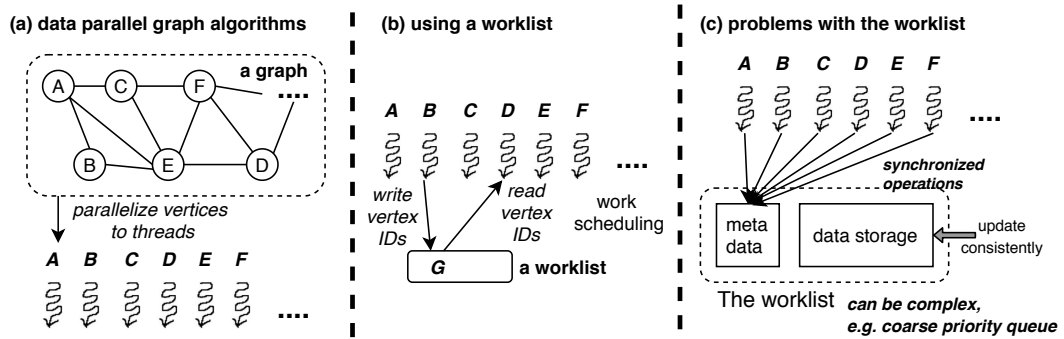 (a) data parallel graph algorithms
a graph
A C F ....
B E D
parallelize vertices
to threads
A B C D E F
....
(b) using a worklist
A B C D E F
....
write
vertex
IDs
read
vertex
IDs
work
scheduling
G
a worklist
(c) problems with the worklist
A B C D E F
....
synchronized
operations
meta
data
data storage
update
consistently
The worklist
can be complex,
e.g. coarse priority queue